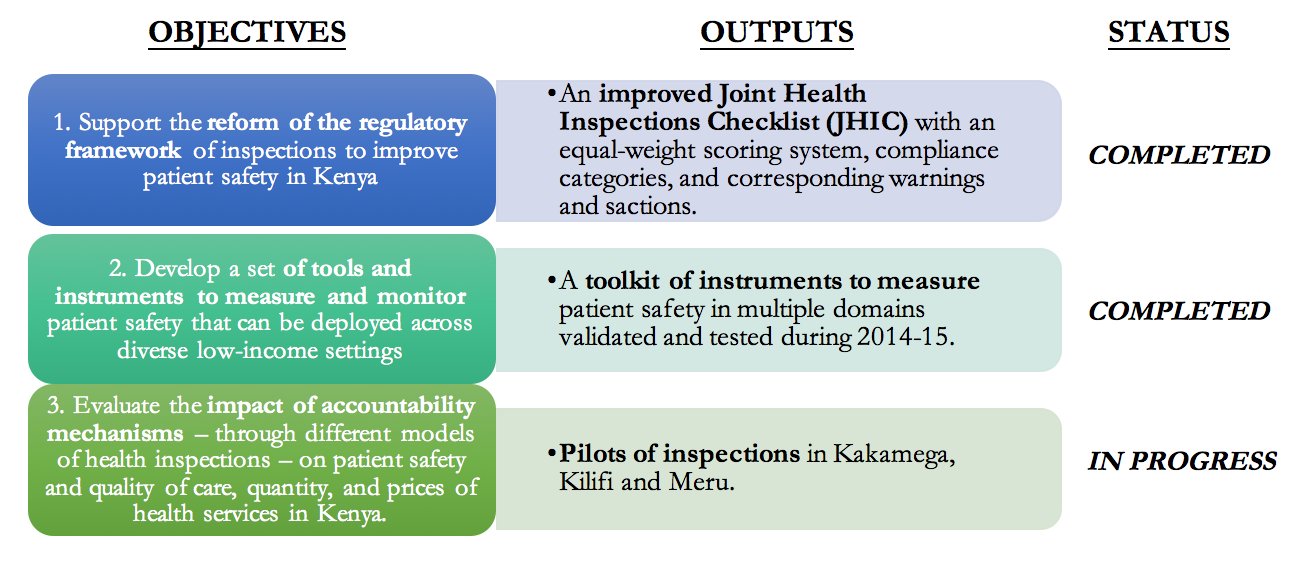 OBJECTIVES
OUTPUTS
STATUS
1. Support the reform of the regulatory
framework of inspections to improve
patient safety in Kenya
•An improved Joint Health
Inspections Checklist (JHIC) with an
equal-weight scoring system, compliance
categories, and corresponding warnings
and sactions.
COMPLETED
2. Develop a set of tools and
instruments to measure and monitor
patient safety that can be deployed across
diverse low-income settings
•A toolkit of instruments to measure
patient safety in multiple domains
validated and tested during 2014-15.
COMPLETED
3. Evaluate the impact of accountability
mechanisms – through different models
of health inspections – on patient safety
and quality of care, quantity, and prices of
health services in Kenya.
•Pilots of inspections in Kakamega,
Kilifi and Meru.
IN PROGRESS